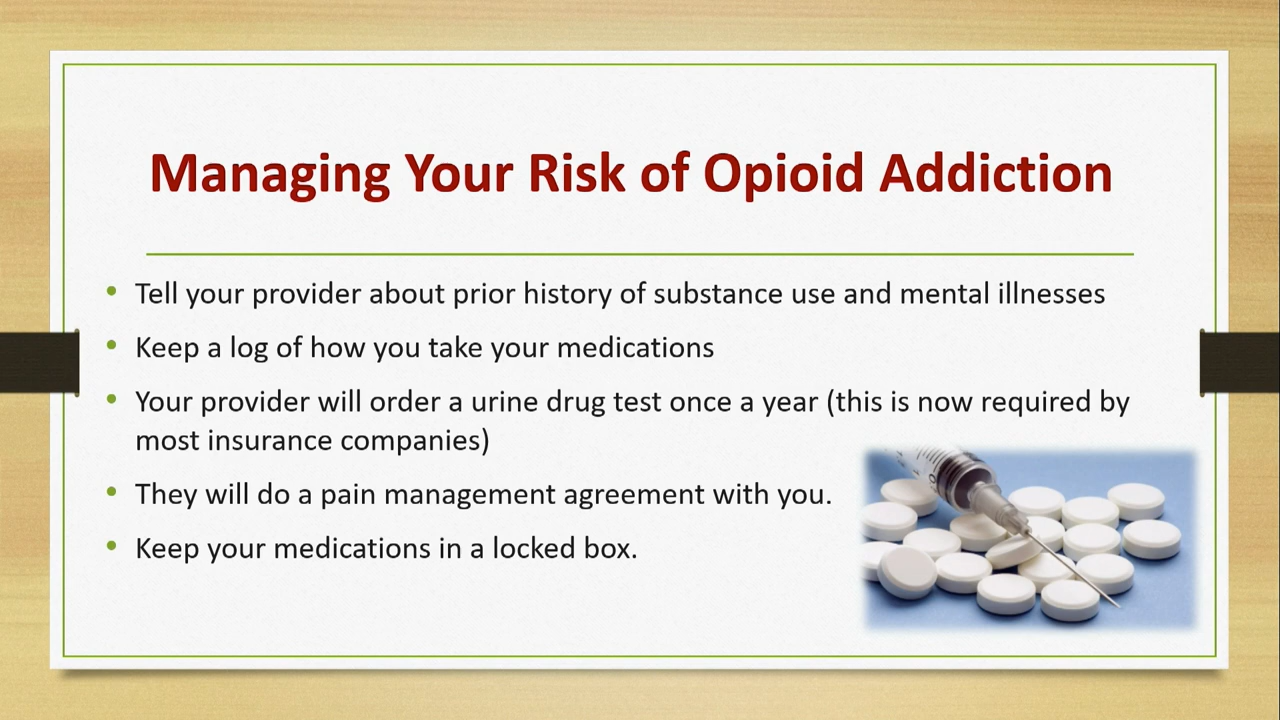 Managing Your Risk of Opioid Addiction
• Tell your provider about prior history of substance use and mental illnesses
• Keep a log of how you take your medications
• Your provider will order a urine drug test once a year (this is now required by
most insurance companies)
• They will do a pain management agreement with you.
• Keep your medications in a locked box.